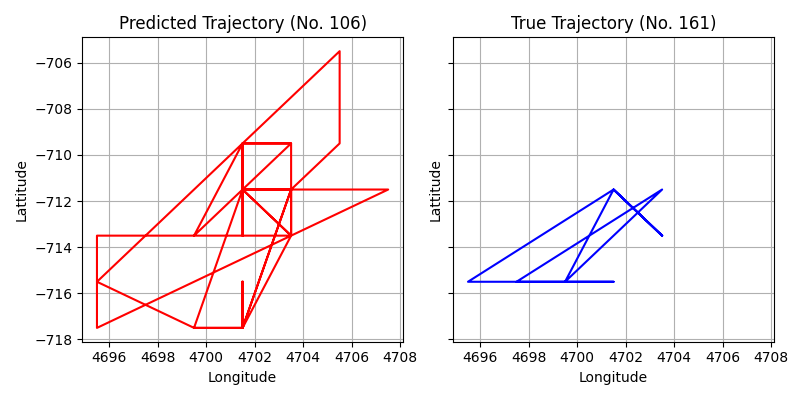 Predicted Trajectory (No. 106)
True Trajectory (No. 161)
Lattitude
−706
−708
−710
−712
−714
−716
−718
4696 4698 4700 4702 4704 4706 4708
Longitude
Lattitude
4696 4698 4700 4702 4704 4706 4708
Longitude